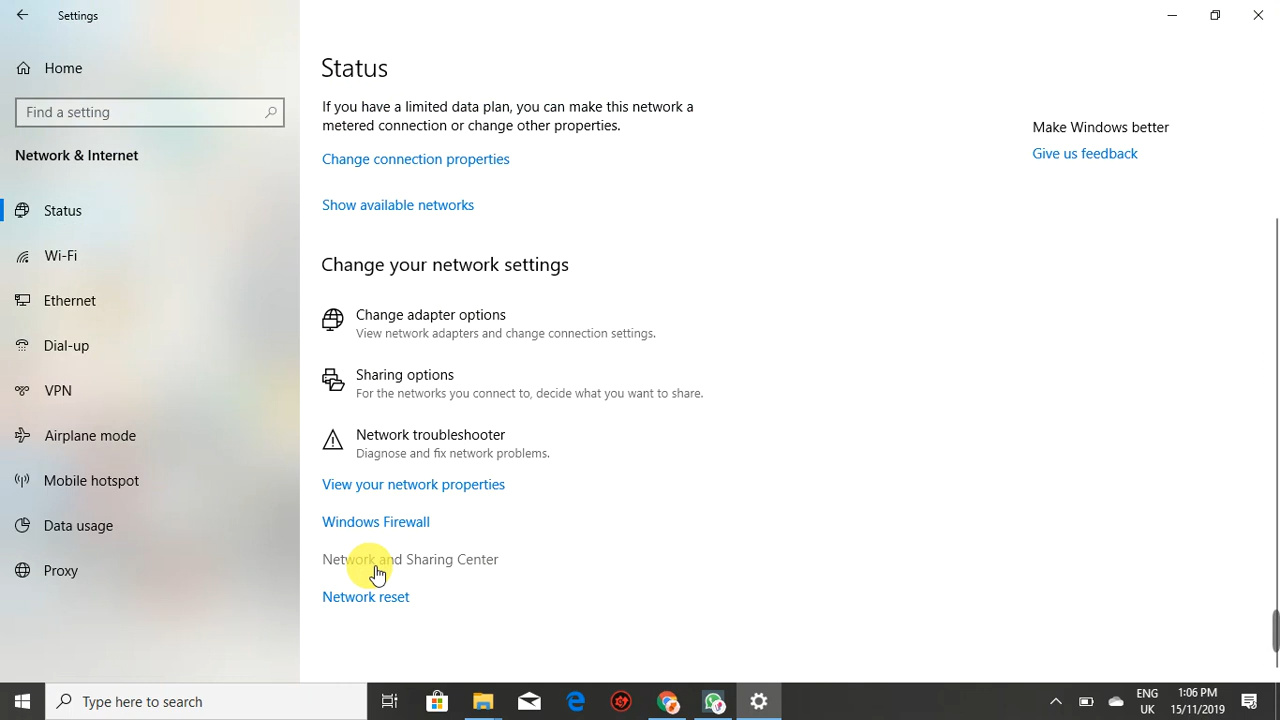 Settings
Home
Find a setting
Network & Internet
Status
Wi-Fi
Ethernet
Dial-up
VPN
Airplane mode
Mobile hotspot
Data usage
Proxy
Status
If you have a limited data plan, you can make this network a
metered connection or change other properties.
Change connection properties
Show available networks
Change your network settings
Change adapter options
View network adapters and change connection settings.
Sharing options
For the networks you connect to, decide what you want to share.
Network troubleshooter
Diagnose and fix network problems.
View your network properties
Windows Firewall
Network and Sharing Center
Network reset
Make Windows better
Give us feedback
Type here to search
ENG
UK
1:06 PM
15/11/2019